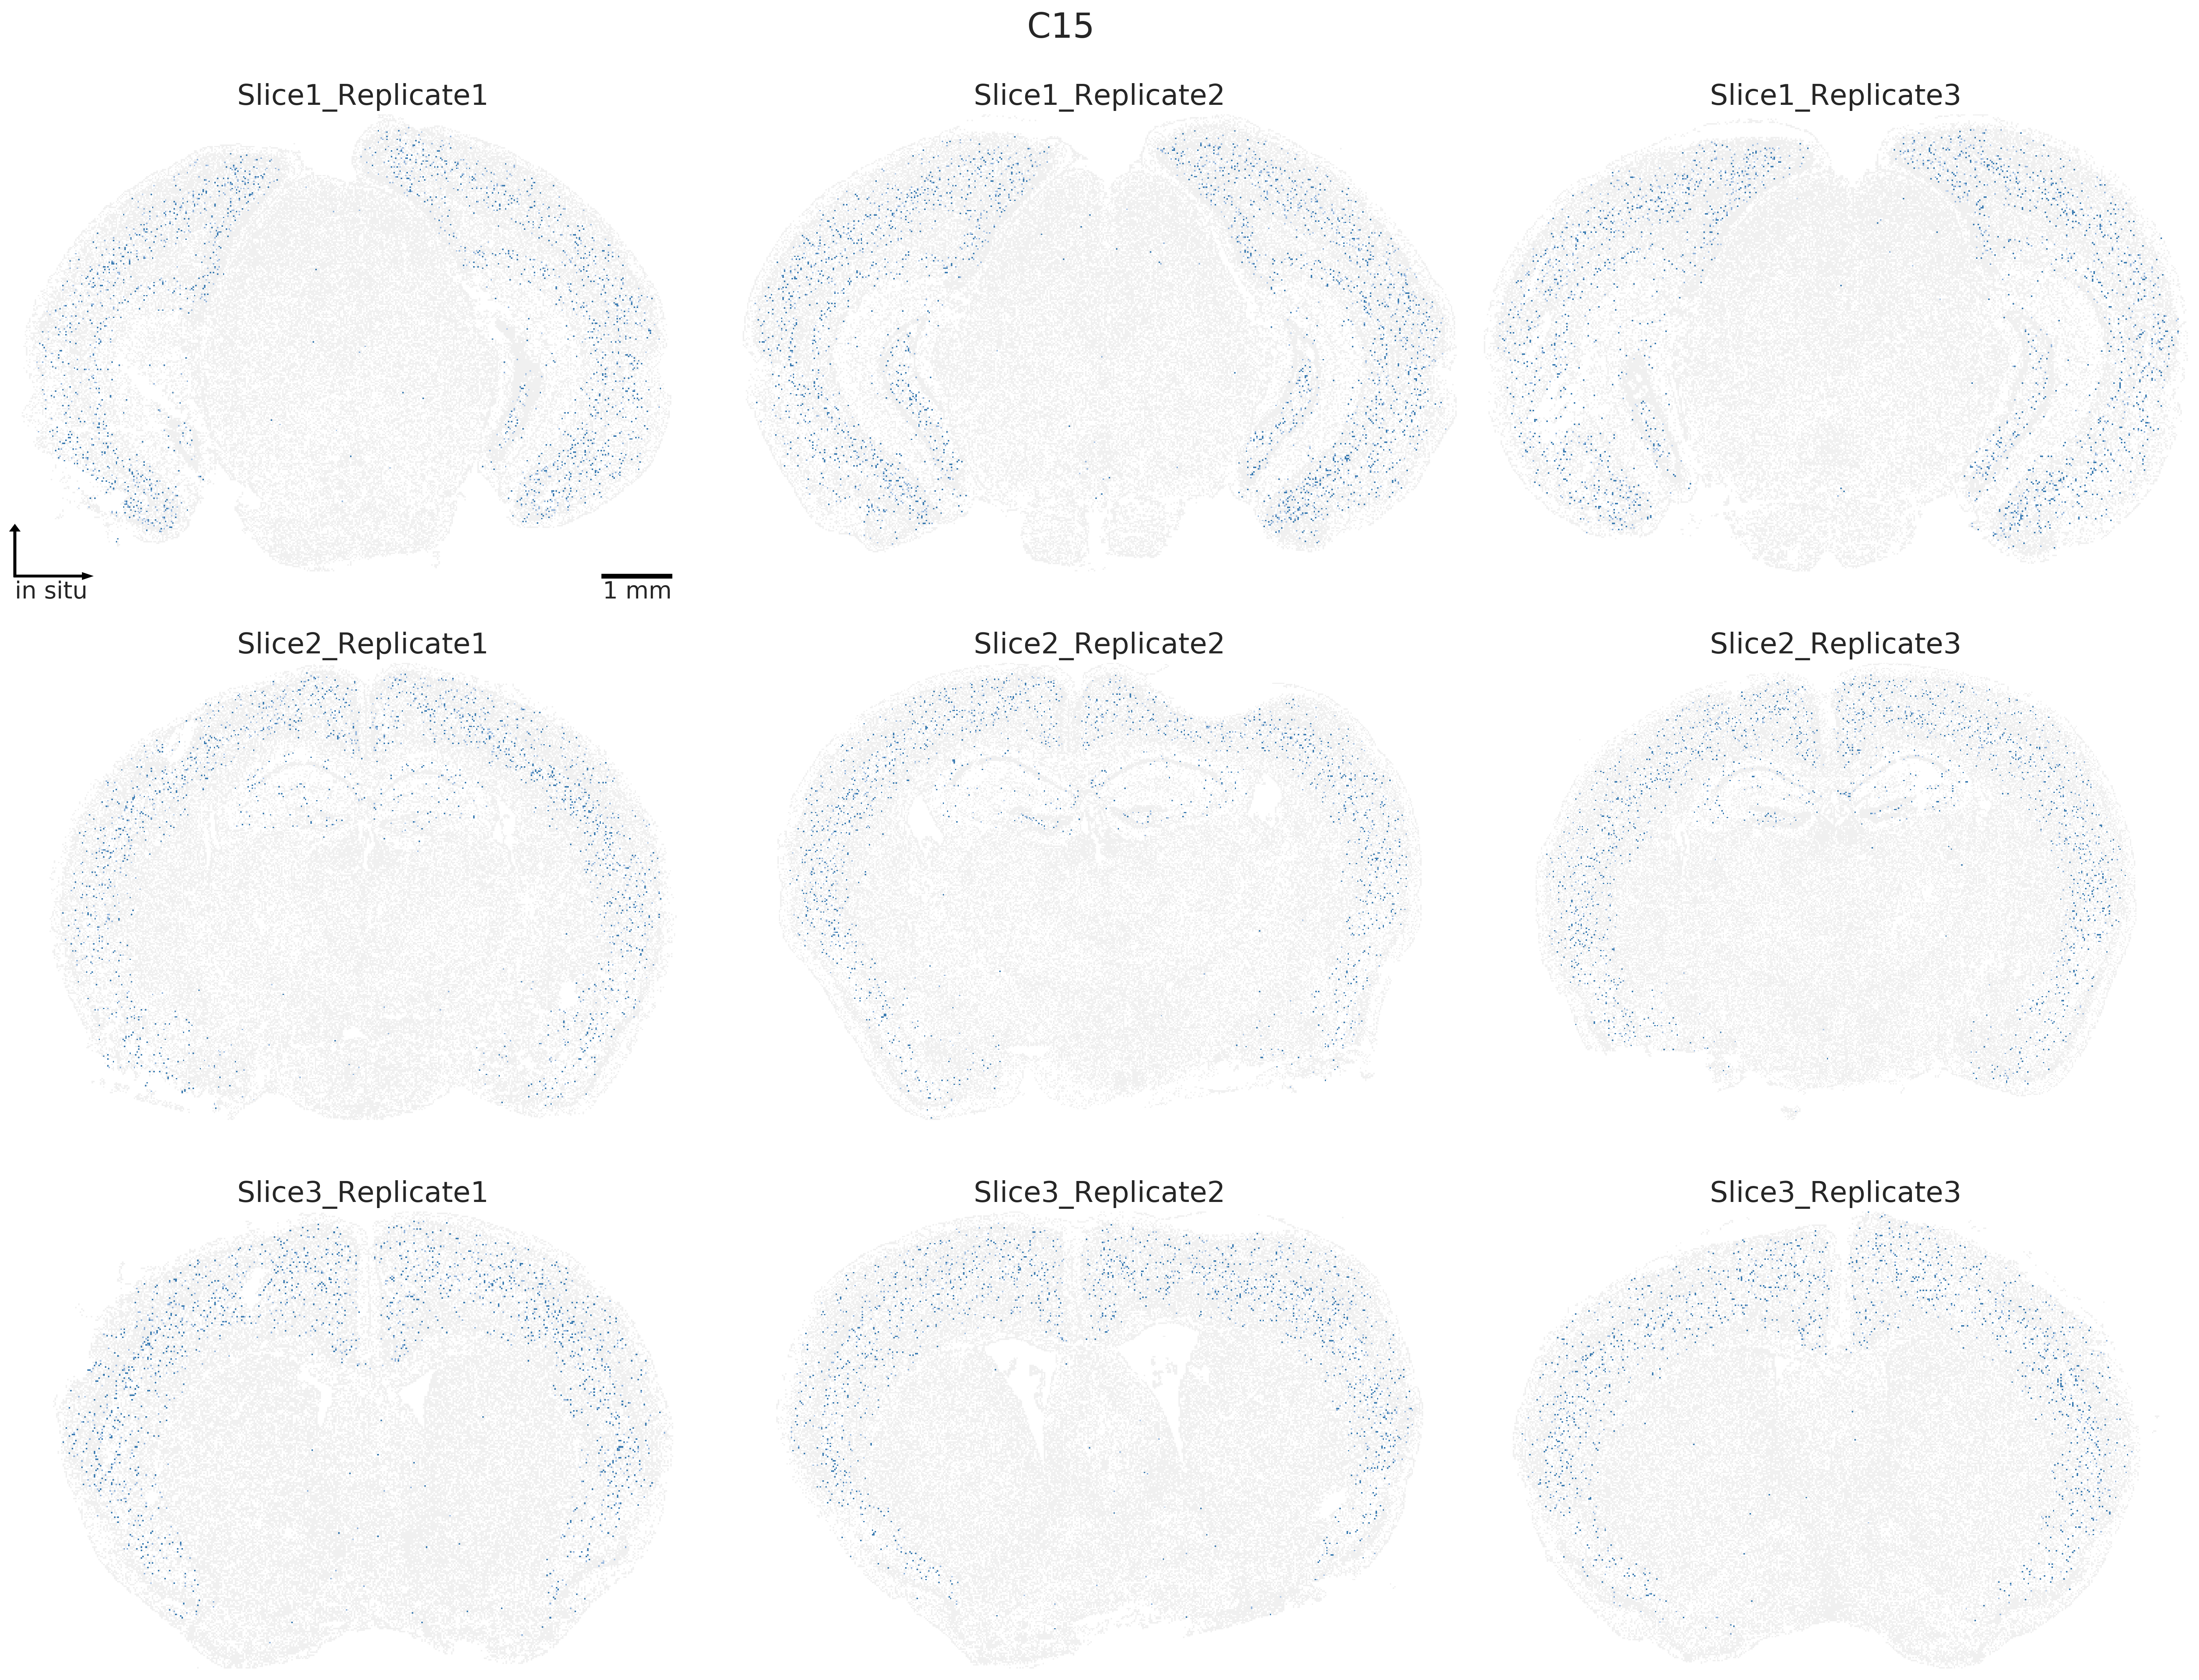 C15
Slice1_Replicate1
Slice1_Replicate2
Slice1_Replicate3
in situ
1 mm
Slice2_Replicate1
Slice2_Replicate2
Slice2_Replicate3
Slice3_Replicate1
Slice3_Replicate2
Slice3_Replicate3